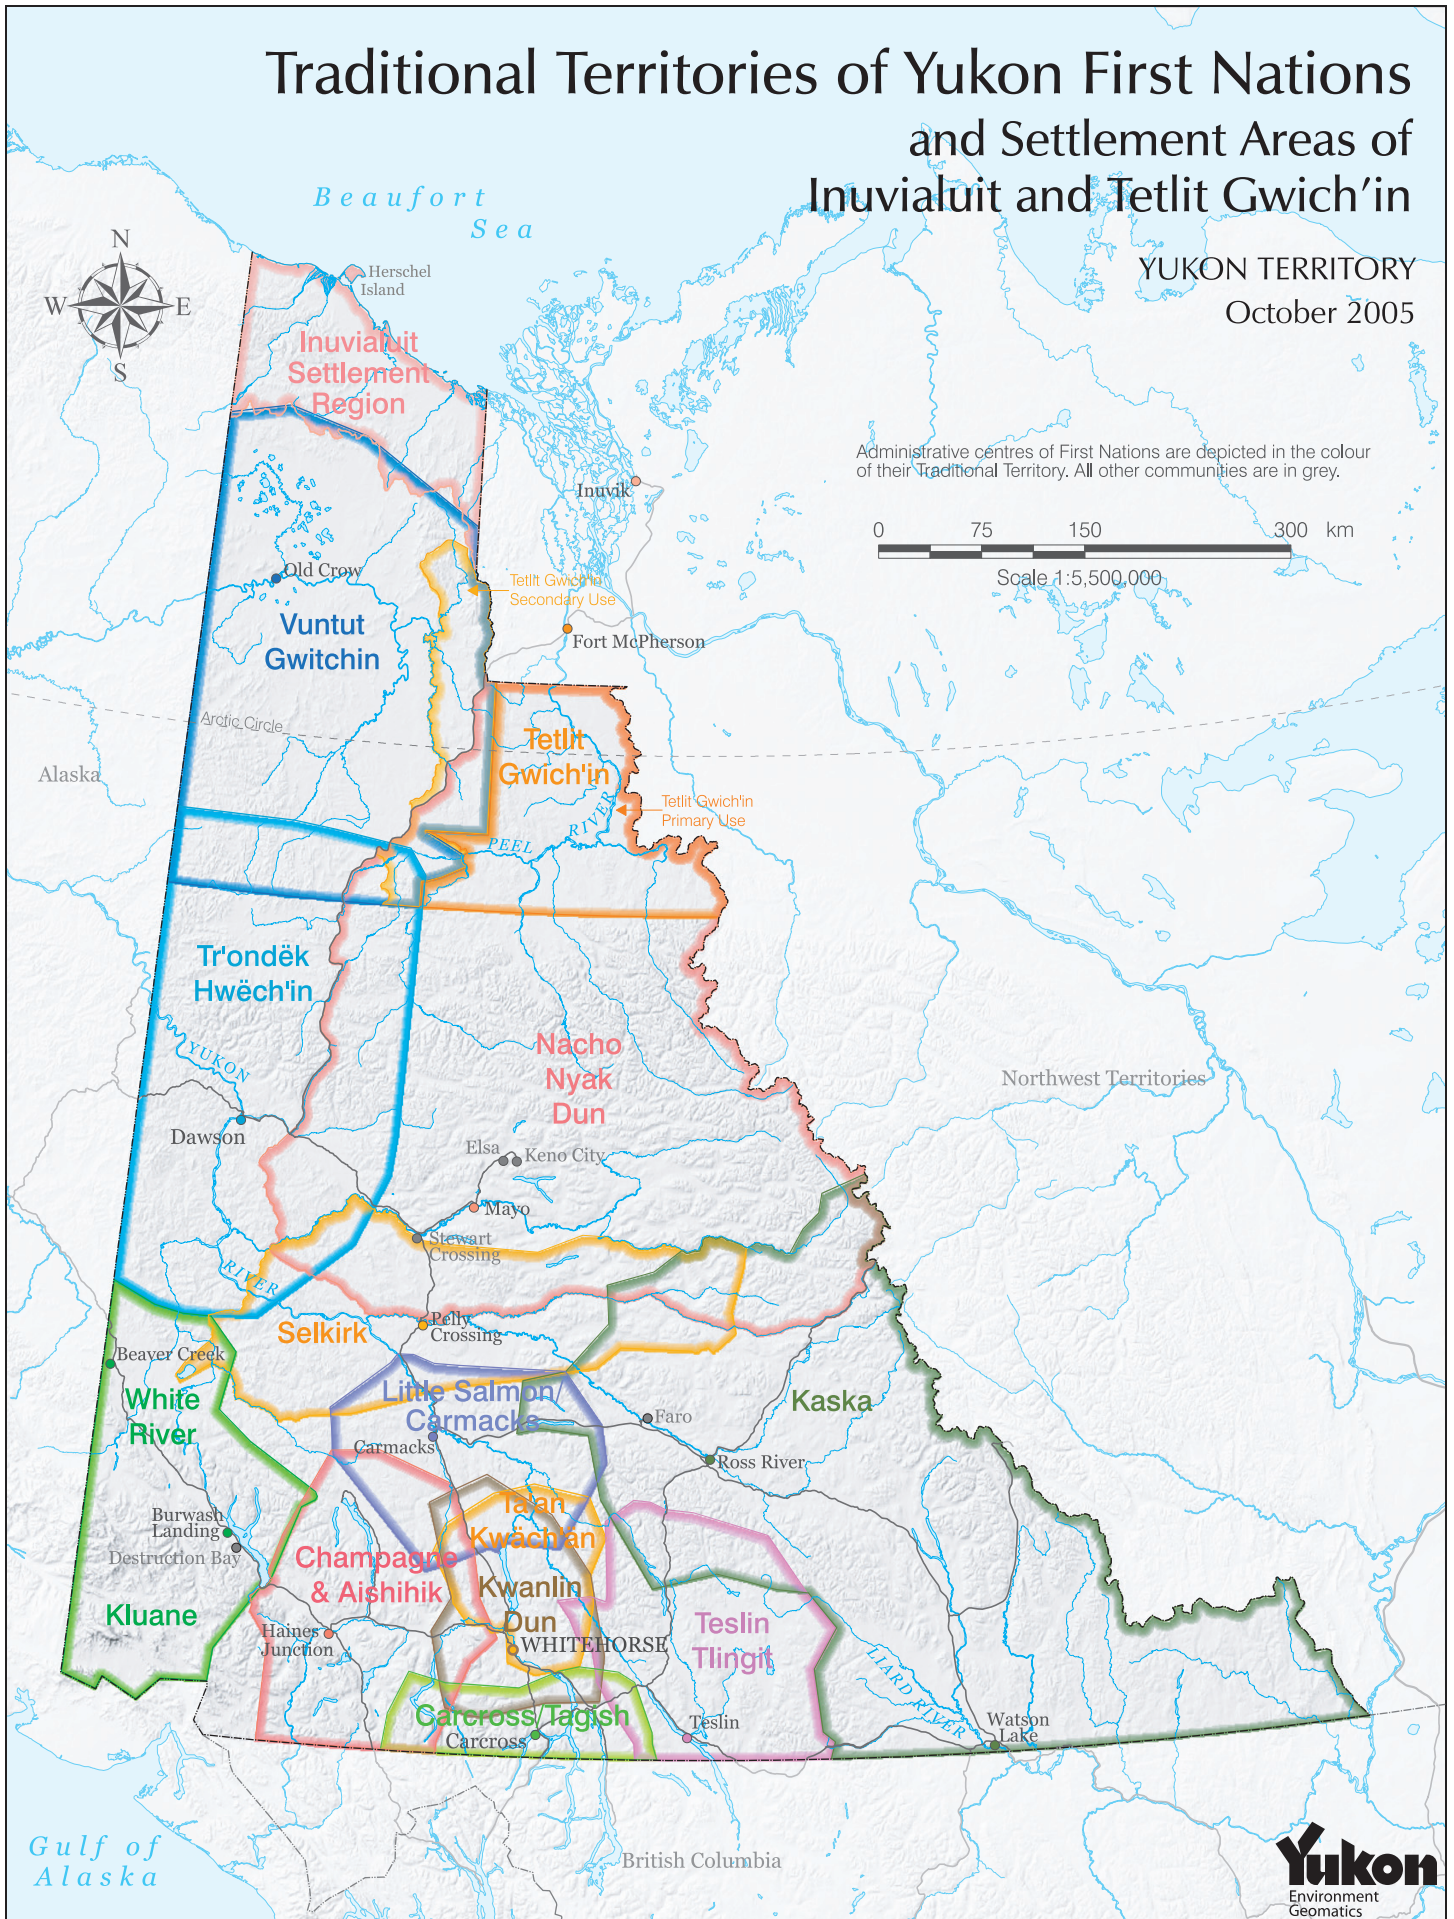 Traditional Territories of Yukon First Nations
and Settlement Areas of
Inuvialuit and Tetlit Gwich'in
YUKON TERRITORY
October 2005
Beaufort
Sea
N
W
E
S
Herschel
Island
Inuvialuit
Settlement
Region
Administrative centres of First Nations are depicted in the colour
of their Traditional Territory. All other communities are in grey.
Inuvik
0 75 150 300 km
Scale 1:5,500,000
Old Crow
Tetlit Gwich'in
Secondary Use
Vuntut
Gwitchin
Fort McPherson
Arctic Circle
Tetlit
Gwich'in
Alaska
Tetlit Gwich'in
Primary Use
PEEL RIVER
Tr'ondëk
Hwëch'in
YUKON
Nacho
Nyak
Dun
Northwest Territories
Dawson
Elsa
Keno City
Mayo
Stewart
Crossing
RIVER
Selkirk
Pelly
Crossing
Beaver Creek
White
River
Little Salmon/
Carmacks
Kaska
Faro
Carmacks
Ross River
Burwash
Landing
Destruction Bay
Ta'an
Kwäch'än
Champagne
& Aishihik
Kwanlin
Dun
Kluane
Haines
Junction
WHITEHORSE
Teslin
Tlingit
LIARD RIVER
Carcross/Tagish
Carcross
Teslin
Watson
Lake
Gulf of
Alaska
British Columbia
Yukon
Environment
Geomatics